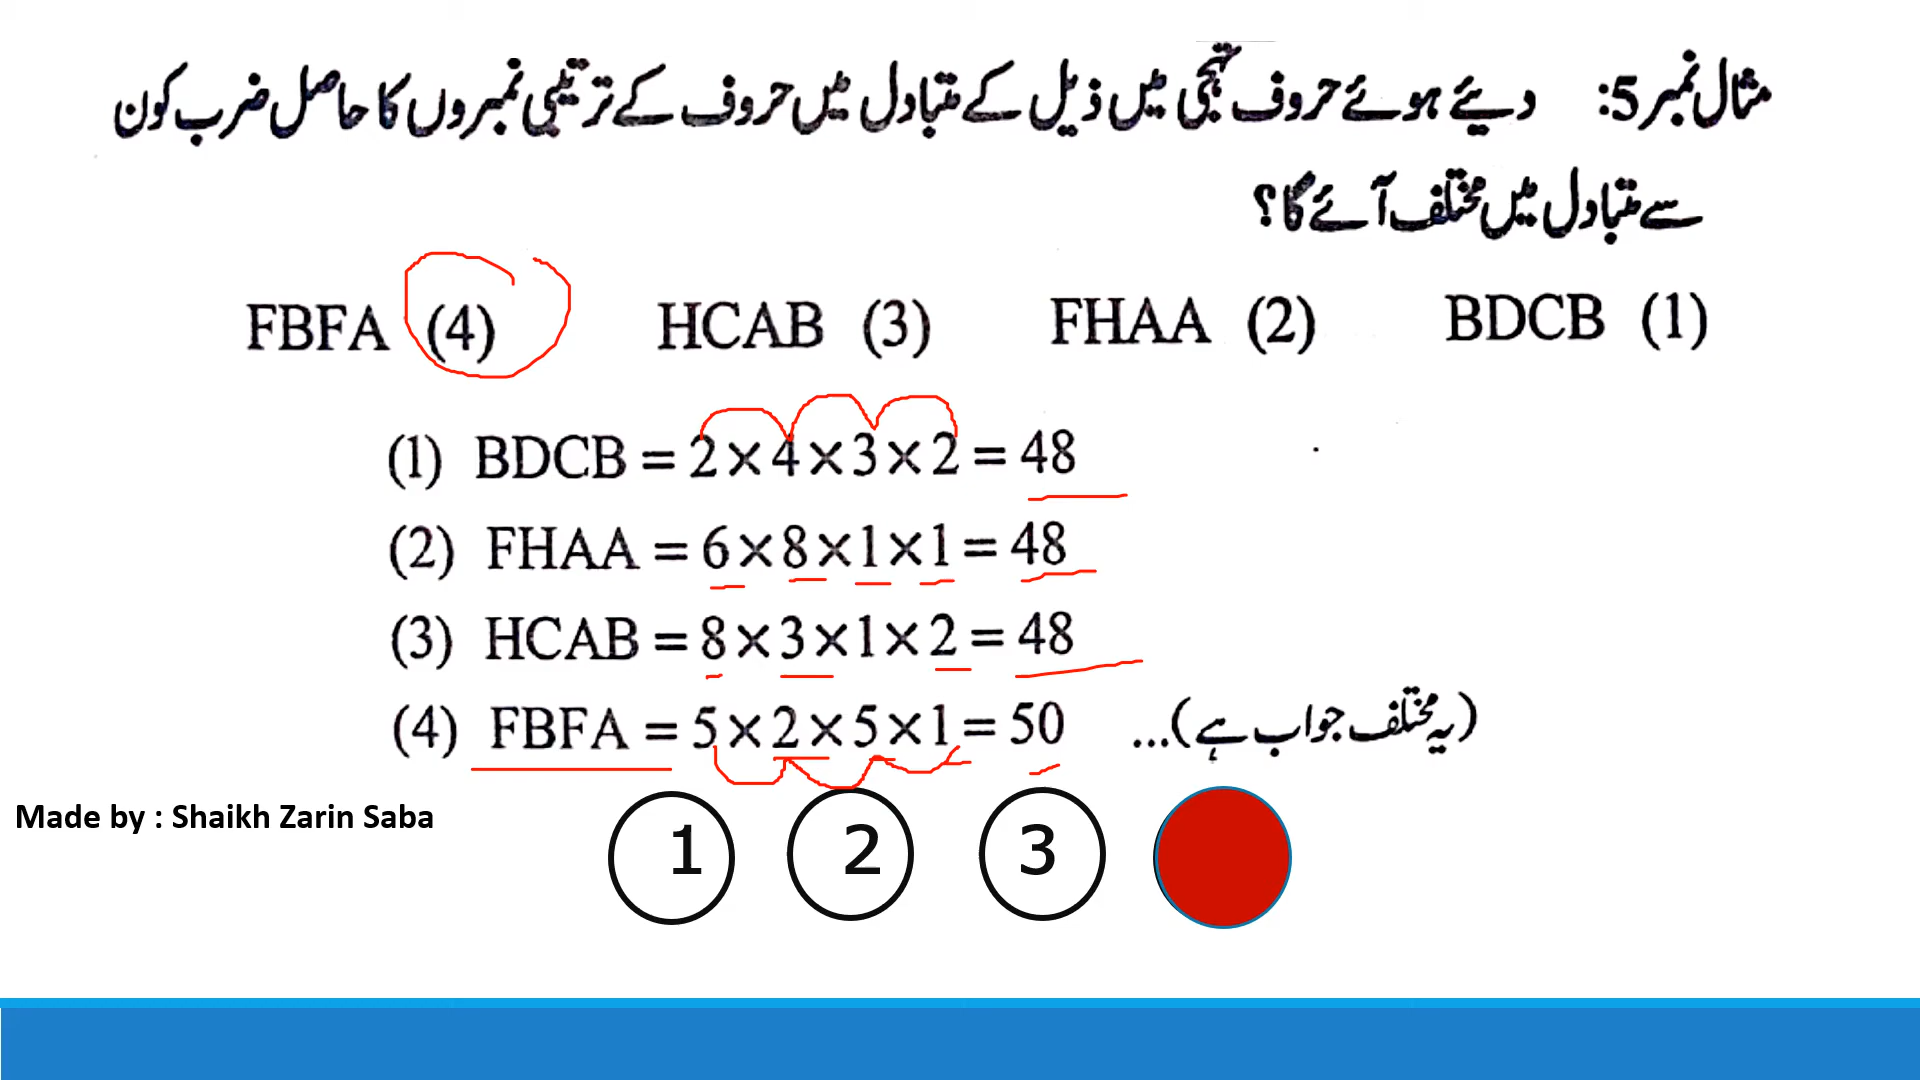 مثال نمبر 5: دیئے ہوئے حروف تہجی میں ذیل کے متبادل میں حروف کے ترتیبی نمبروں کا حاصل ضرب کون
سے متبادل میں مختلف آئے گا؟
BDCB (1) FHAA (2) HCAB (3) FBFA (4)
(1) BDCB = 2×4×3×2 = 48
(2) FHAA = 6×8×1×1 = 48
(3) HCAB = 8×3×1×2 = 48
(4) FBFA = 5×2×5×1 = 50 (یہ مختلف جواب ہے)...
Made by : Shaikh Zarin Saba
1 2 3